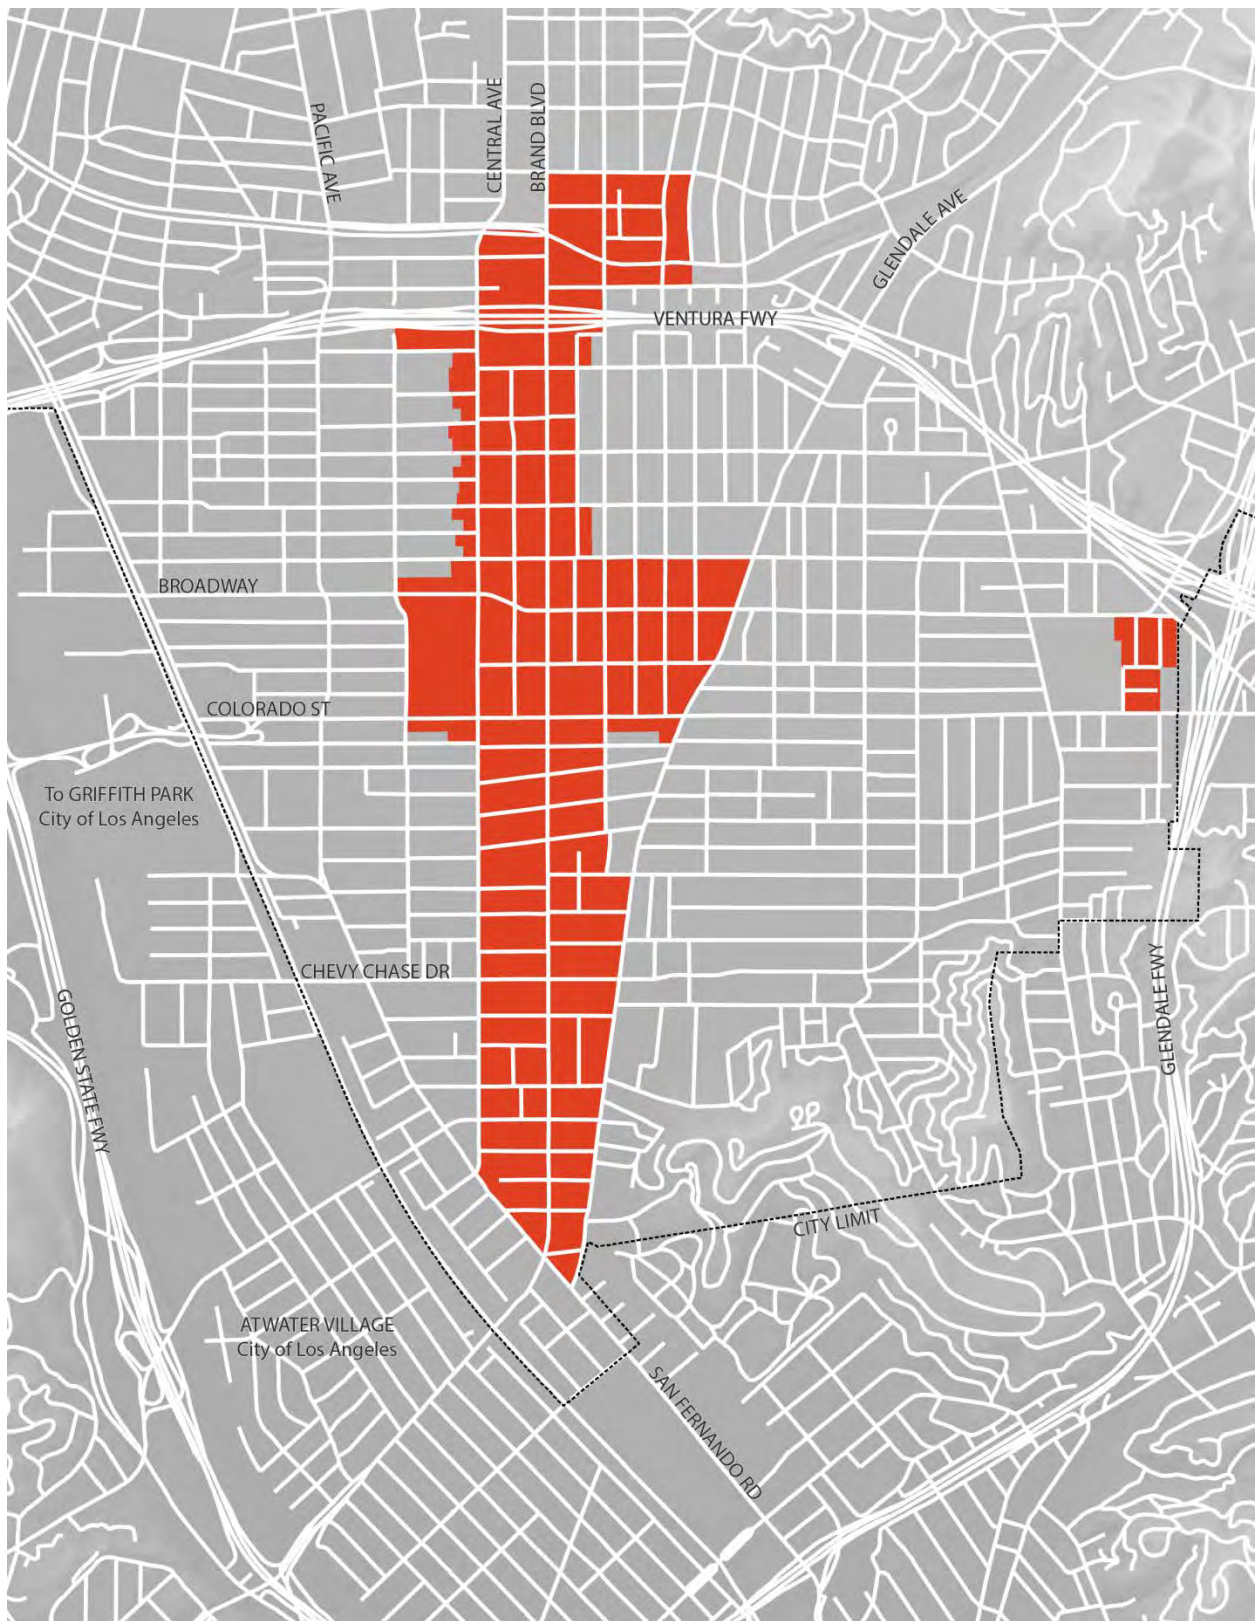 PACIFIC AVE
CENTRAL AVE
BRAND BLVD
GLENDALE AVE
VENTURA FWY
BROADWAY
COLORADO ST
To GRIFFITH PARK
City of Los Angeles
CHEVY CHASE DR
GOLDEN STATE FWY
GLENDALE FWY
CITY LIMIT
ATWATER VILLAGE
City of Los Angeles
SAN FERNANDO RD